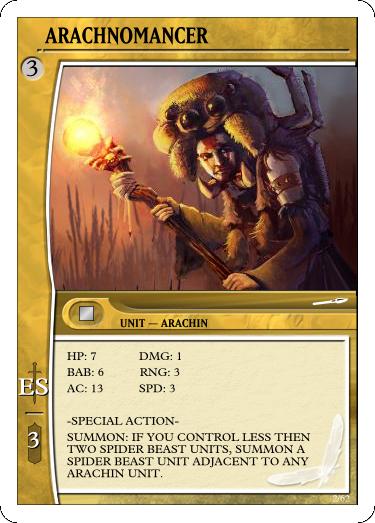 ARACHNOMANCER
3
UNIT — ARACHIN
HP: 7 DMG: 1
BAB: 6 RNG: 3
AC: 13 SPD: 3
ES
3
-SPECIAL ACTION-
SUMMON: IF YOU CONTROL LESS THEN
TWO SPIDER BEAST UNITS, SUMMON A
SPIDER BEAST UNIT ADJACENT TO ANY
ARACHIN UNIT.
2/62